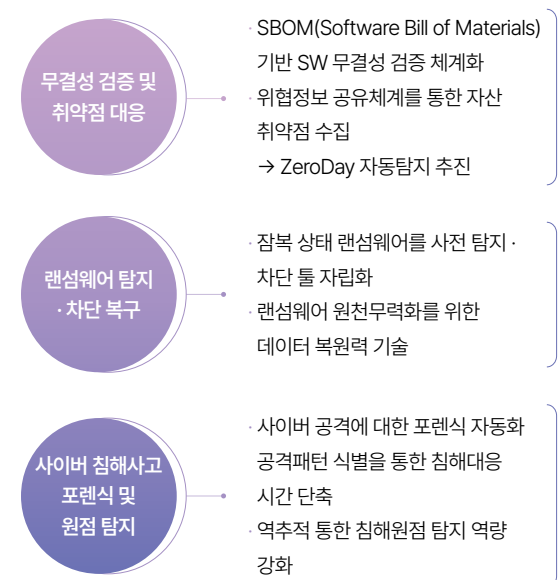 무결성 검증 및
취약점 대응
· SBOM(Software Bill of Materials)
기반 SW 무결성 검증 체계화
· 위협정보 공유체계를 통한 자산
취약점 수집
→ ZeroDay 자동탐지 추진
랜섬웨어 탐지
· 차단 복구
· 잠복 상태 랜섬웨어를 사전 탐지 ·
차단 툴 자립화
· 랜섬웨어 원천무력화를 위한
데이터 복원력 기술
사이버 침해사고
포렌식 및
원점 탐지
· 사이버 공격에 대한 포렌식 자동화
공격패턴 식별을 통한 침해대응
시간 단축
· 역추적 통한 침해원점 탐지 역량
강화